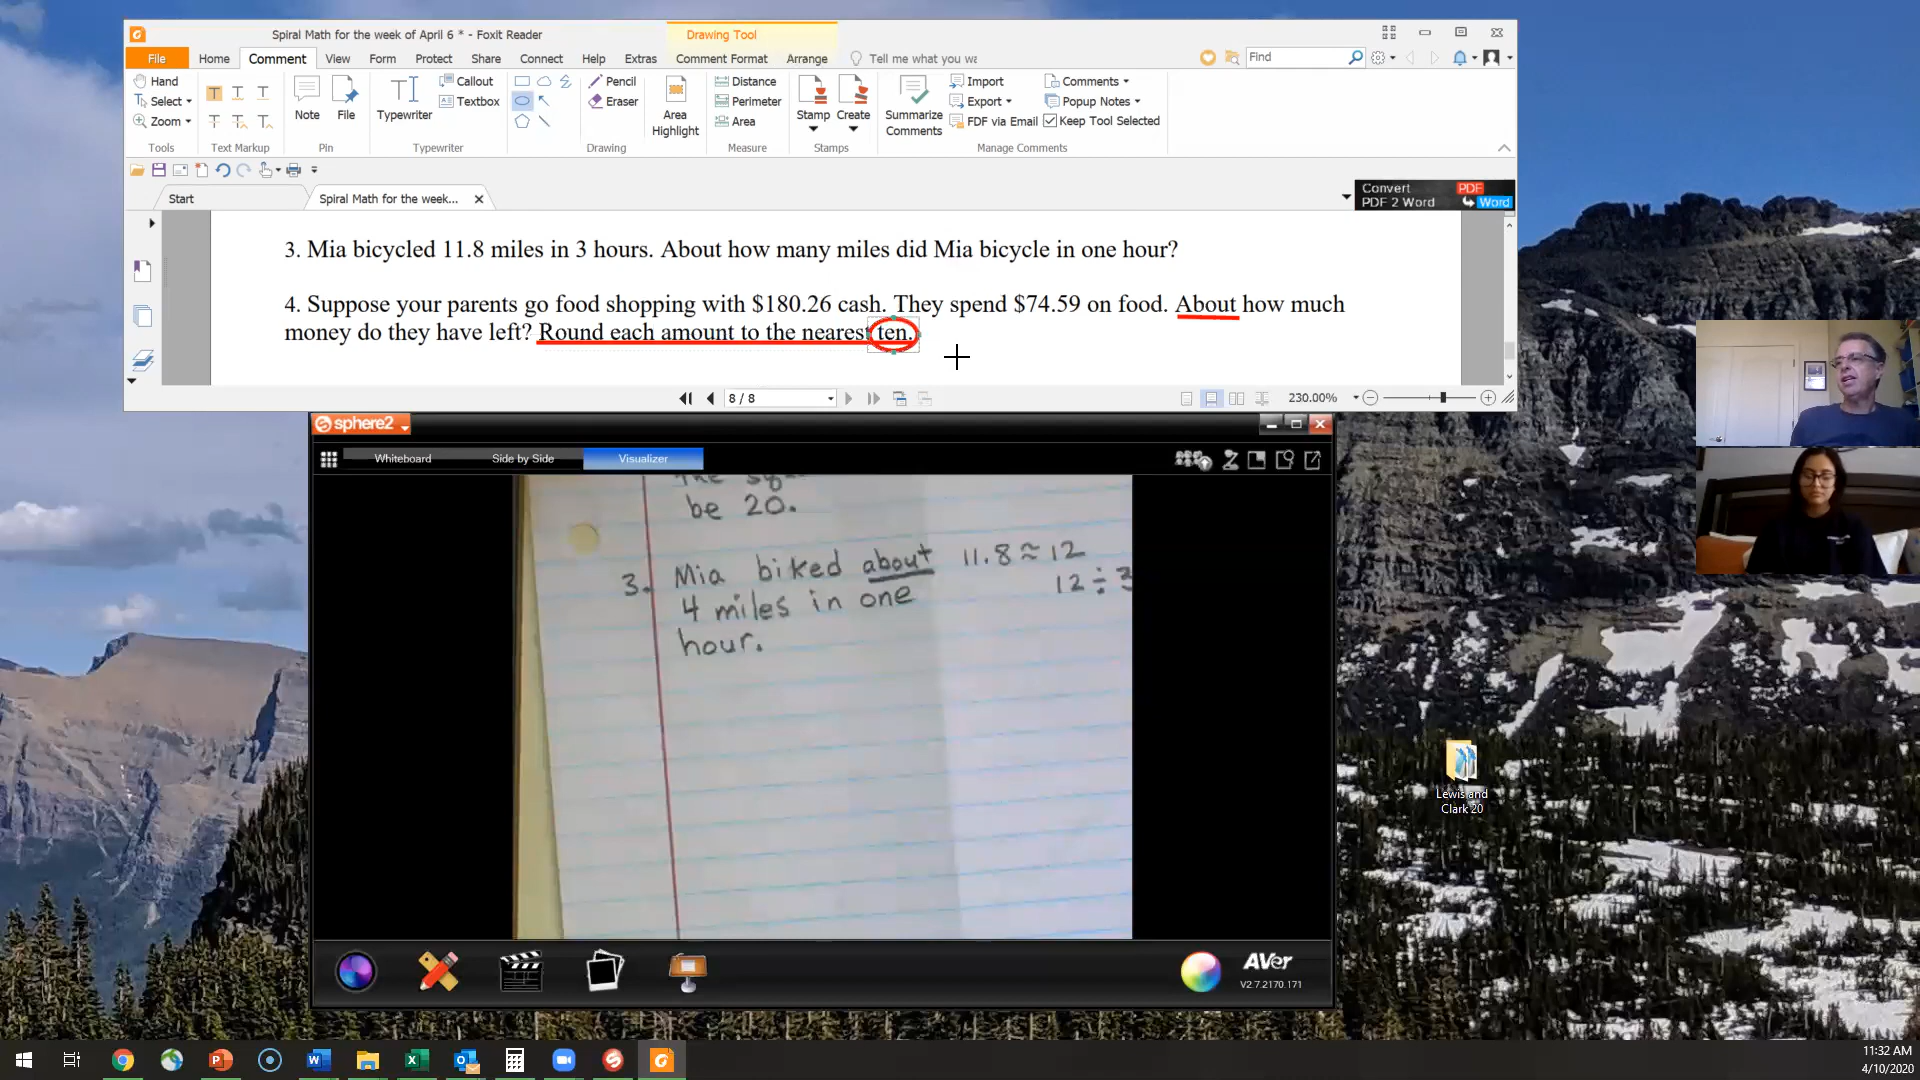 Spiral Math for the week of April 6 * - Foxit Reader
Drawing Tool
File Home Comment View Form Protect Share Connect Help Extras Comment Format Arrange Tell me what you wa Find
Hand
Select
Zoom
Tools
Text Markup
Note
File
Pin
Typewriter
Callout
Textbox
Typewriter
Pencil
Eraser
Drawing
Area
Highlight
Distance
Perimeter
Area
Measure
Stamp
Create
Stamps
Summarize
Comments
Import
Export
FDF via Email
Comments
Popup Notes
Keep Tool Selected
Manage Comments
Start
Spiral Math for the week...
Convert PDF
PDF 2 Word Word
3. Mia bicycled 11.8 miles in 3 hours. About how many miles did Mia bicycle in one hour?
4. Suppose your parents go food shopping with $180.26 cash. They spend $74.59 on food. About how much
money do they have left? Round each amount to the nearest ten.
8 / 8
230.00%
sphere2
Whiteboard Side by Side Visualizer
be 20.
3. Mia biked about 11.8 ≈ 12
4 miles in one 12 ÷ 3
hour.
Lewis and
Clark 20
AVer
V2.7.2170.171
11:32 AM
4/10/2020